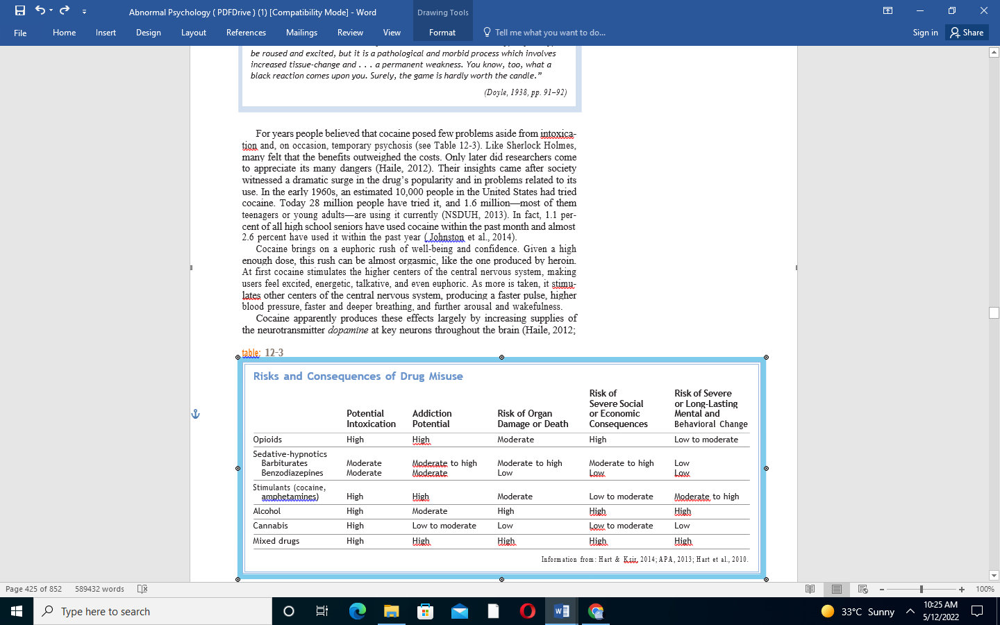 Abnormal Psychology ( PDFDrive ) (1) [Compatibility Mode] - Word
Drawing Tools
File Home Insert Design Layout References Mailings Review View Format Tell me what you want to do... Sign in Share
be roused and excited, but it is a pathological and morbid process which involves
increased tissue-change and . . . a permanent weakness. You know, too, what a
black reaction comes upon you. Surely, the game is hardly worth the candle.”
(Doyle, 1938, pp. 91–92)
For years people believed that cocaine posed few problems aside from intoxica-
tion and, on occasion, temporary psychosis (see Table 12-3). Like Sherlock Holmes,
many felt that the benefits outweighed the costs. Only later did researchers come
to appreciate its many dangers (Haile, 2012). Their insights came after society
witnessed a dramatic surge in the drug’s popularity and in problems related to its
use. In the early 1960s, an estimated 10,000 people in the United States had tried
cocaine. Today 28 million people have tried it, and 1.6 million—most of them
teenagers or young adults—are using it currently (NSDUH, 2013). In fact, 1.1 per-
cent of all high school seniors have used cocaine within the past month and almost
2.6 percent have used it within the past year ( Johnston et al., 2014).
Cocaine brings on a euphoric rush of well-being and confidence. Given a high
enough dose, this rush can be almost orgasmic, like the one produced by heroin.
At first cocaine stimulates the higher centers of the central nervous system, making
users feel excited, energetic, talkative, and even euphoric. As more is taken, it stimu-
lates other centers of the central nervous system, producing a faster pulse, higher
blood pressure, faster and deeper breathing, and further arousal and wakefulness.
Cocaine apparently produces these effects largely by increasing supplies of
the neurotransmitter dopamine at key neurons throughout the brain (Haile, 2012;
table: 12-3
Risks and Consequences of Drug Misuse
Potential Intoxication
Addiction Potential
Risk of Organ Damage or Death
Risk of Severe Social or Economic Consequences
Risk of Severe or Long-Lasting Mental and Behavioral Change
Opioids High High Moderate High Low to moderate
Sedative-hypnotics
Barbiturates Moderate Moderate to high Moderate to high Moderate to high Low
Benzodiazepines Moderate Moderate Low Low Low
Stimulants (cocaine,
amphetamines) High High Moderate Low to moderate Moderate to high
Alcohol High Moderate High High High
Cannabis High Low to moderate Low Low to moderate Low
Mixed drugs High High High High High
Information from: Hart & Ksir, 2014; APA, 2013; Hart et al., 2010.
Page 425 of 852 589432 words 100%
Type here to search
33°C Sunny
10:25 AM
5/12/2022